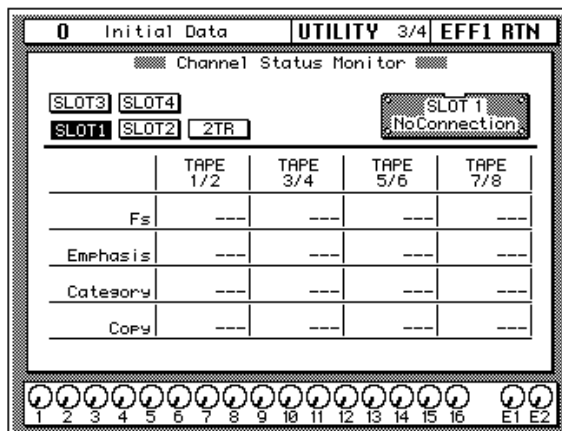 0 Initial Data UTILITY 3/4 EFF1 RTN
Channel Status Monitor
SLOT3 SLOT4
SLOT1 SLOT2 2TR
SLOT 1
NoConnection
TAPE 1/2 TAPE 3/4 TAPE 5/6 TAPE 7/8
Fs --- --- --- ---
Emphasis --- --- --- ---
Category --- --- --- ---
Copy --- --- --- ---
1 2 3 4 5 6 7 8 9 10 11 12 13 14 15 16 E1 E2